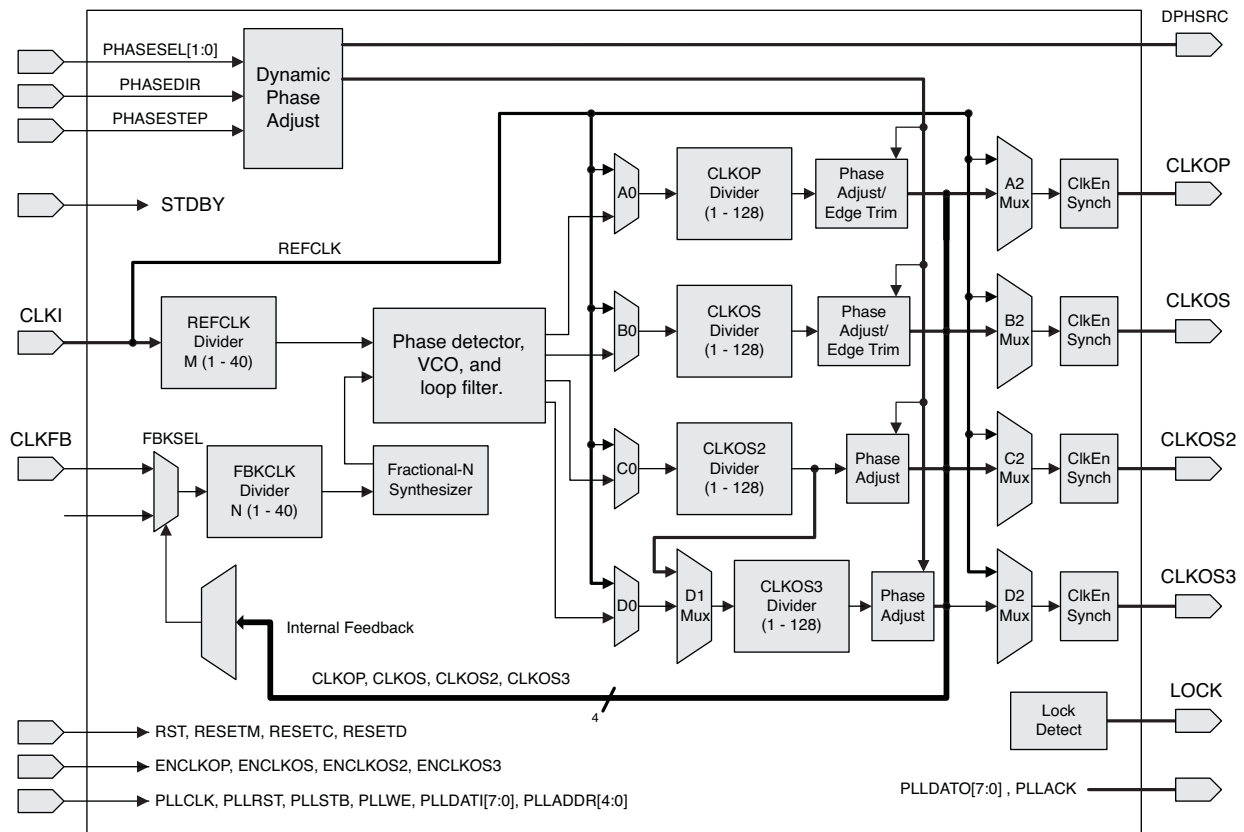 DPHSRC
PHASESEL[1:0]
PHASEDIR
PHASESTEP
Dynamic
Phase
Adjust
STDBY
REFCLK
CLKI
REFCLK
Divider
M (1 - 40)
Phase detector,
VCO, and
loop filter.
CLKFB
FBKSEL
FBKCLK
Divider
N (1 - 40)
Fractional-N
Synthesizer
A0
CLKOP
Divider
(1 - 128)
Phase
Adjust/
Edge Trim
A2
Mux
ClkEn
Synch
CLKOP
B0
CLKOS
Divider
(1 - 128)
Phase
Adjust/
Edge Trim
B2
Mux
ClkEn
Synch
CLKOS
C0
CLKOS2
Divider
(1 - 128)
Phase
Adjust
C2
Mux
ClkEn
Synch
CLKOS2
D0
D1
Mux
CLKOS3
Divider
(1 - 128)
Phase
Adjust
D2
Mux
ClkEn
Synch
CLKOS3
Internal Feedback
CLKOP, CLKOS, CLKOS2, CLKOS3
4
Lock
Detect
LOCK
RST, RESETM, RESETC, RESETD
ENCLKOP, ENCLKOS, ENCLKOS2, ENCLKOS3
PLLCLK, PLLRST, PLLSTB, PLLWE, PLLDATI[7:0], PLLADDR[4:0]
PLLDATO[7:0] , PLLACK